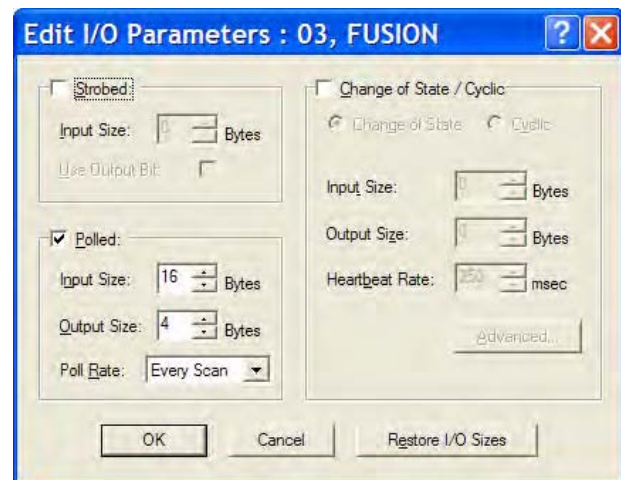 Edit I/O Parameters : 03, FUSION
Strobed:
Input Size: 0 Bytes
Use Output Bit:
Polled:
Input Size: 16 Bytes
Output Size: 4 Bytes
Poll Rate: Every Scan
Change of State / Cyclic
Change of State Cyclic
Input Size: 0 Bytes
Output Size: 0 Bytes
Heartbeat Rate: 250 msec
Advanced...
OK Cancel Restore I/O Sizes